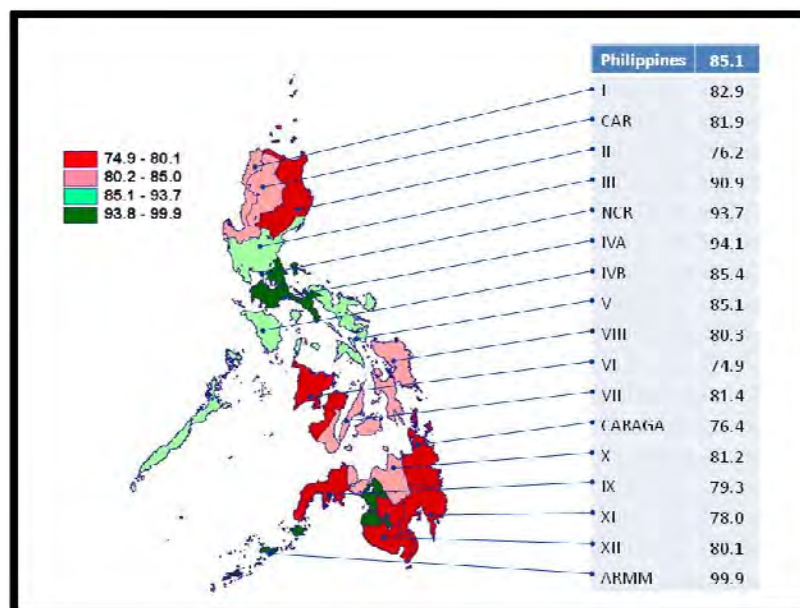 Philippines 85.1
I 82.9
CAR 81.9
II 76.2
III 90.9
NCR 93.7
IVA 94.1
IVB 85.4
V 85.1
VIII 80.3
VI 74.9
VII 81.4
CARAGA 76.4
X 81.2
IX 79.3
XI 78.0
XII 80.1
ARMM 99.9
74.9 - 80.1
80.2 - 85.0
85.1 - 93.7
93.8 - 99.9